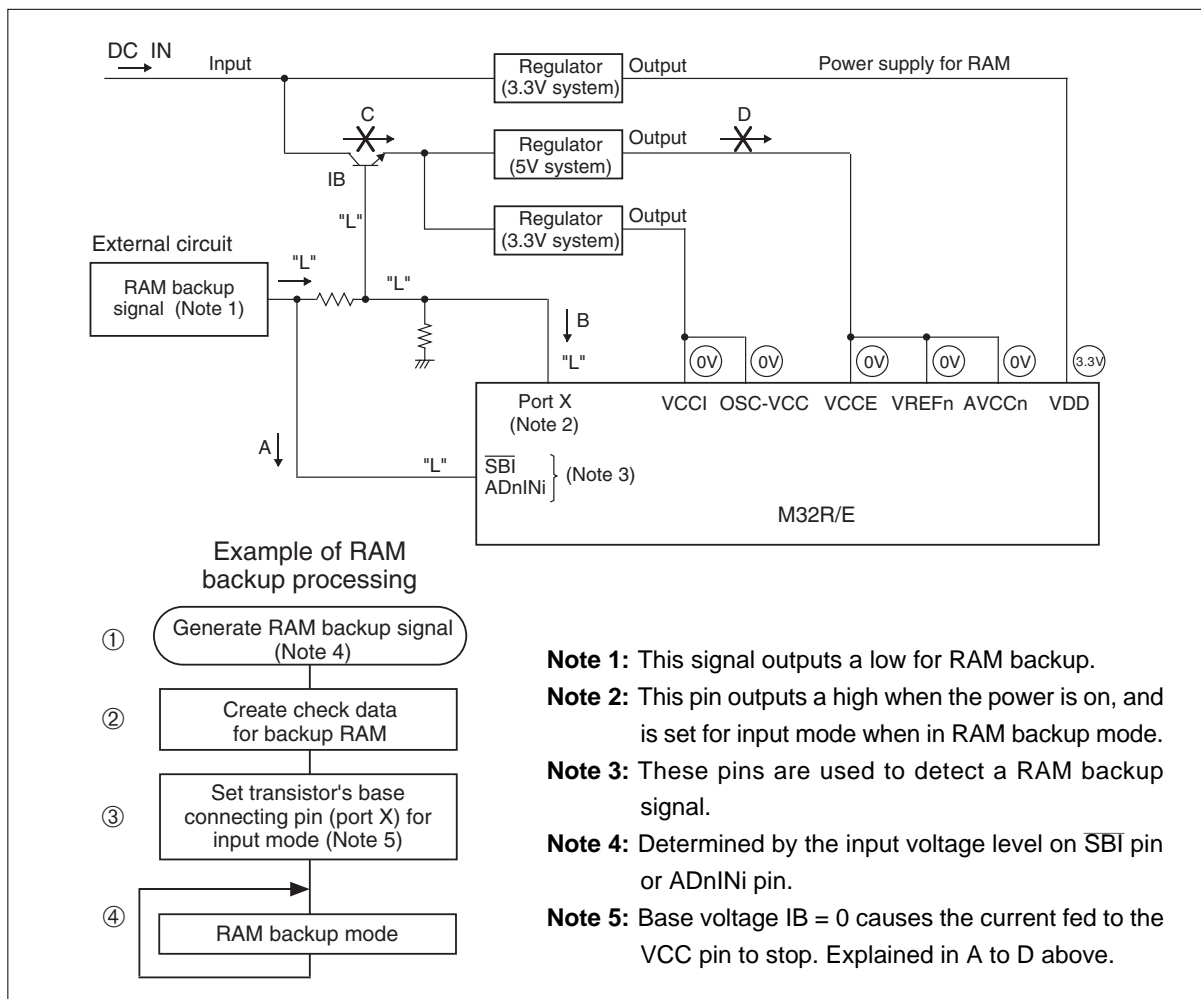 DC IN
Input
Regulator
(3.3V system)
Output
Power supply for RAM
C
D
IB
Regulator
(5V system)
Output
"L"
Regulator
(3.3V system)
Output
External circuit
RAM backup
signal (Note 1)
"L"
"L"
B
"L"
0V
0V
0V
0V
0V
3.3V
Port X
(Note 2)
VCCI
OSC-VCC
VCCE
VREFn
AVCCn
VDD
A
"L"
SBI
ADnINi
(Note 3)
M32R/E
Example of RAM
backup processing
①
Generate RAM backup signal
(Note 4)
②
Create check data
for backup RAM
③
Set transistor's base
connecting pin (port X) for
input mode (Note 5)
④
RAM backup mode
Note 1: This signal outputs a low for RAM backup.
Note 2: This pin outputs a high when the power is on, and
is set for input mode when in RAM backup mode.
Note 3: These pins are used to detect a RAM backup
signal.
Note 4: Determined by the input voltage level on SBI pin
or ADnINi pin.
Note 5: Base voltage IB = 0 causes the current fed to the
VCC pin to stop. Explained in A to D above.